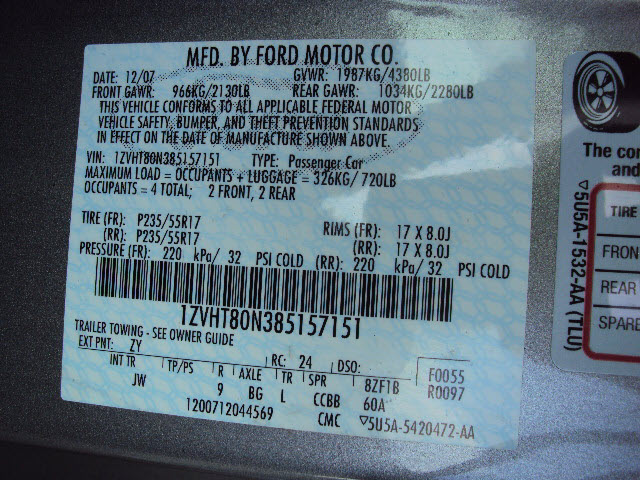 MFD. BY FORD MOTOR CO.
DATE: 12/07 GVWR: 1987KG/4380LB
FRONT GAWR: 966KG/2130LB REAR GAWR: 1034KG/2280LB
THIS VEHICLE CONFORMS TO ALL APPLICABLE FEDERAL MOTOR
VEHICLE SAFETY, BUMPER, AND THEFT PREVENTION STANDARDS
IN EFFECT ON THE DATE OF MANUFACTURE SHOWN ABOVE.
VIN: 1ZVHT80N385157151 TYPE: Passenger Car
MAXIMUM LOAD = OCCUPANTS + LUGGAGE = 326KG/720LB
OCCUPANTS = 4 TOTAL; 2 FRONT, 2 REAR
TIRE (FR): P235/55R17 RIMS (FR): 17 X 8.0J
(RR): P235/55R17 (RR): 17 X 8.0J
PRESSURE (FR): 220 kPa/ 32 PSI COLD (RR): 220 kPa/ 32 PSI COLD
1ZVHT80N385157151
TRAILER TOWING - SEE OWNER GUIDE
EXT PNT: ZY RC: 24 DSO: F0055
INT TR TP/PS R AXLE TR SPR 8ZF1B R0097
JW 9 BG L CCBB 60A
1200712044569 CMC ▽5U5A-5420472-AA
The con
and
TIRE
FRON
REAR
SPARE
▽5U5A-1532-AA (TLU)